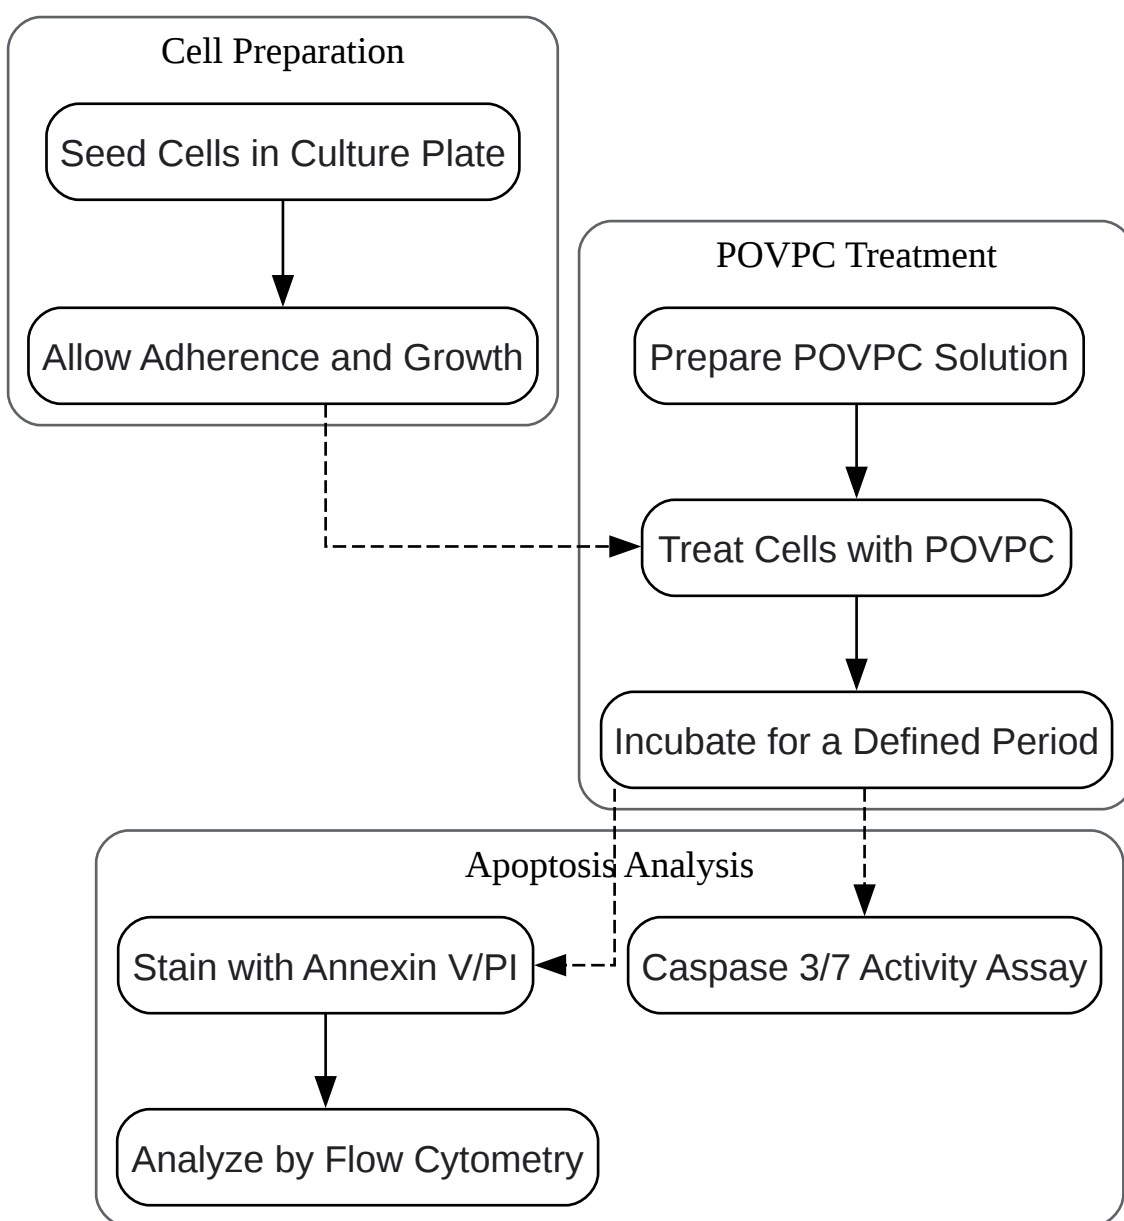 Cell Preparation
Seed Cells in Culture Plate
Allow Adherence and Growth
POVPC Treatment
Prepare POVPC Solution
Treat Cells with POVPC
Incubate for a Defined Period
Apoptosis Analysis
Stain with Annexin V/PI
Caspase 3/7 Activity Assay
Analyze by Flow Cytometry